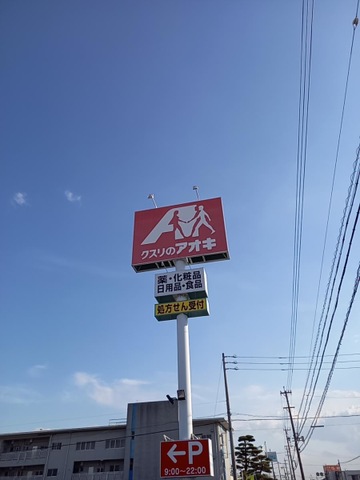 クスリのアオキ
薬・化粧品
日用品・食品
処方せん受付
←P
9:00~22:00